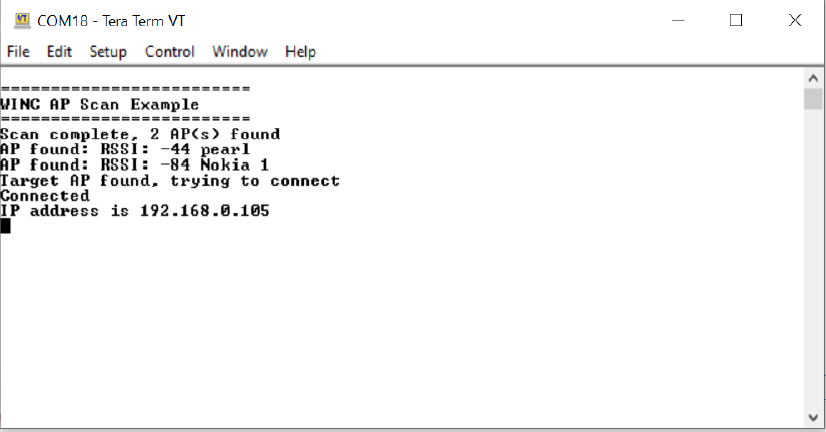 COM18 - Tera Term VT
File Edit Setup Control Window Help
=========================
WINC AP Scan Example
=========================
Scan complete, 2 AP(s) found
AP found: RSSI: -44 pearl
AP found: RSSI: -84 Nokia 1
Target AP found, trying to connect
Connected
IP address is 192.168.0.105